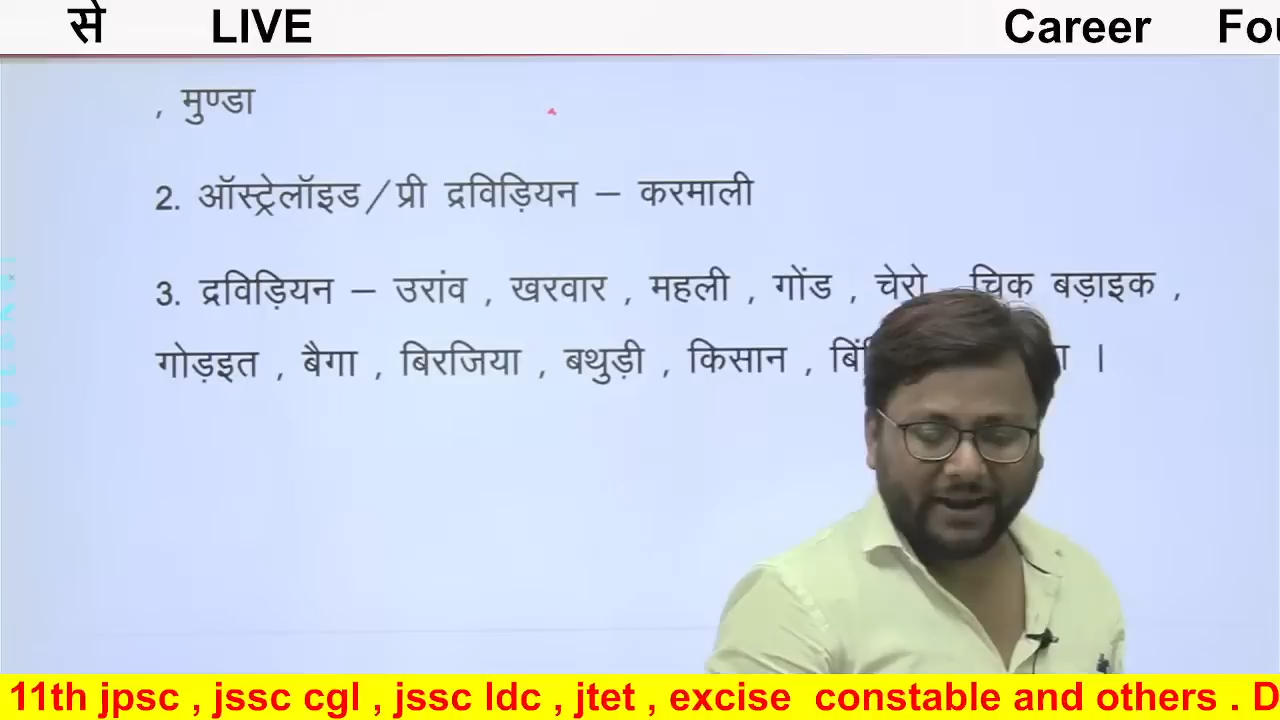 से LIVE Career
, मुण्डा
2. ऑस्ट्रेलॉइड/प्री द्रविड़ियन – करमाली
3. द्रविड़ियन – उरांव , खरवार , महली , गोंड , चेरो , चिक बड़ाइक ,
गोड़इत , बैगा , बिरजिया , बथुड़ी , किसान , ।
11th jpsc , jssc cgl , jssc ldc , jtet , excise constable and others .